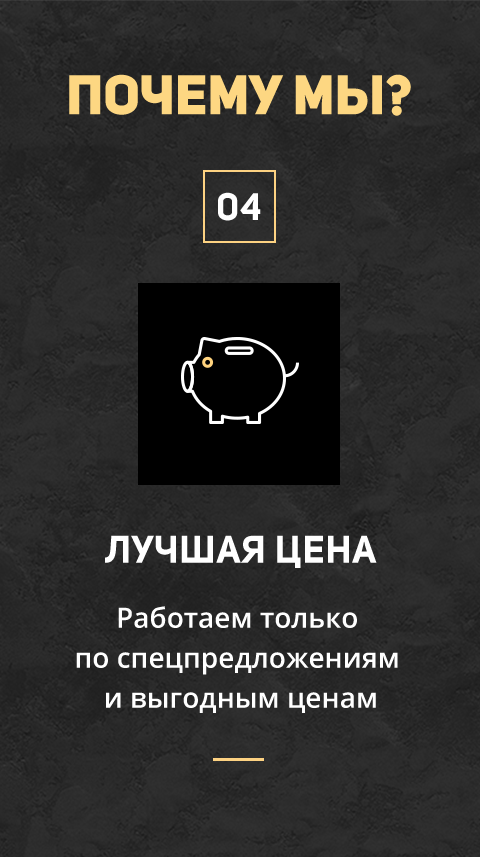 ПОЧЕМУ МЫ?
04
ЛУЧШАЯ ЦЕНА
Работаем только
по спецпредложениям
и выгодным ценам